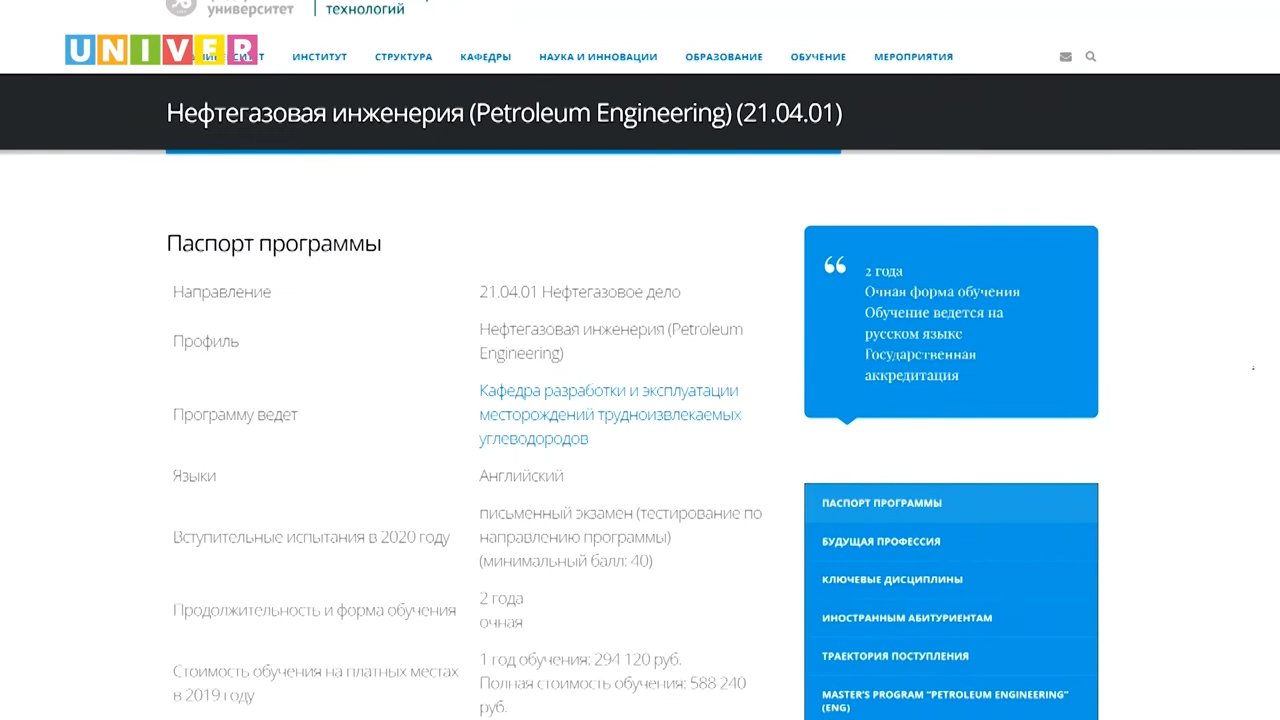 университет
технологий
UNIVER
ИНСТИТУТ
СТРУКТУРА
КАФЕДРЫ
НАУКА И ИННОВАЦИИ
ОБРАЗОВАНИЕ
ОБУЧЕНИЕ
МЕРОПРИЯТИЯ
Нефтегазовая инженерия (Petroleum Engineering) (21.04.01)
Паспорт программы
Направление
21.04.01 Нефтегазовое дело
Профиль
Нефтегазовая инженерия (Petroleum
Engineering)
Программу ведет
Кафедра разработки и эксплуатации
месторождений трудноизвлекаемых
углеводородов
Языки
Английский
Вступительные испытания в 2020 году
письменный экзамен (тестирование по
направлению программы)
(минимальный балл: 40)
Продолжительность и форма обучения
2 года
очная
Стоимость обучения на платных местах
в 2019 году
1 год обучения: 294 120 руб.
Полная стоимость обучения: 588 240
руб.
2 года
Очная форма обучения
Обучение ведется на
русском языке
Государственная
аккредитация
ПАСПОРТ ПРОГРАММЫ
БУДУЩАЯ ПРОФЕССИЯ
КЛЮЧЕВЫЕ ДИСЦИПЛИНЫ
ИНОСТРАННЫМ АБИТУРИЕНТАМ
ТРАЕКТОРИЯ ПОСТУПЛЕНИЯ
MASTER'S PROGRAM "PETROLEUM ENGINEERING"
(ENG)